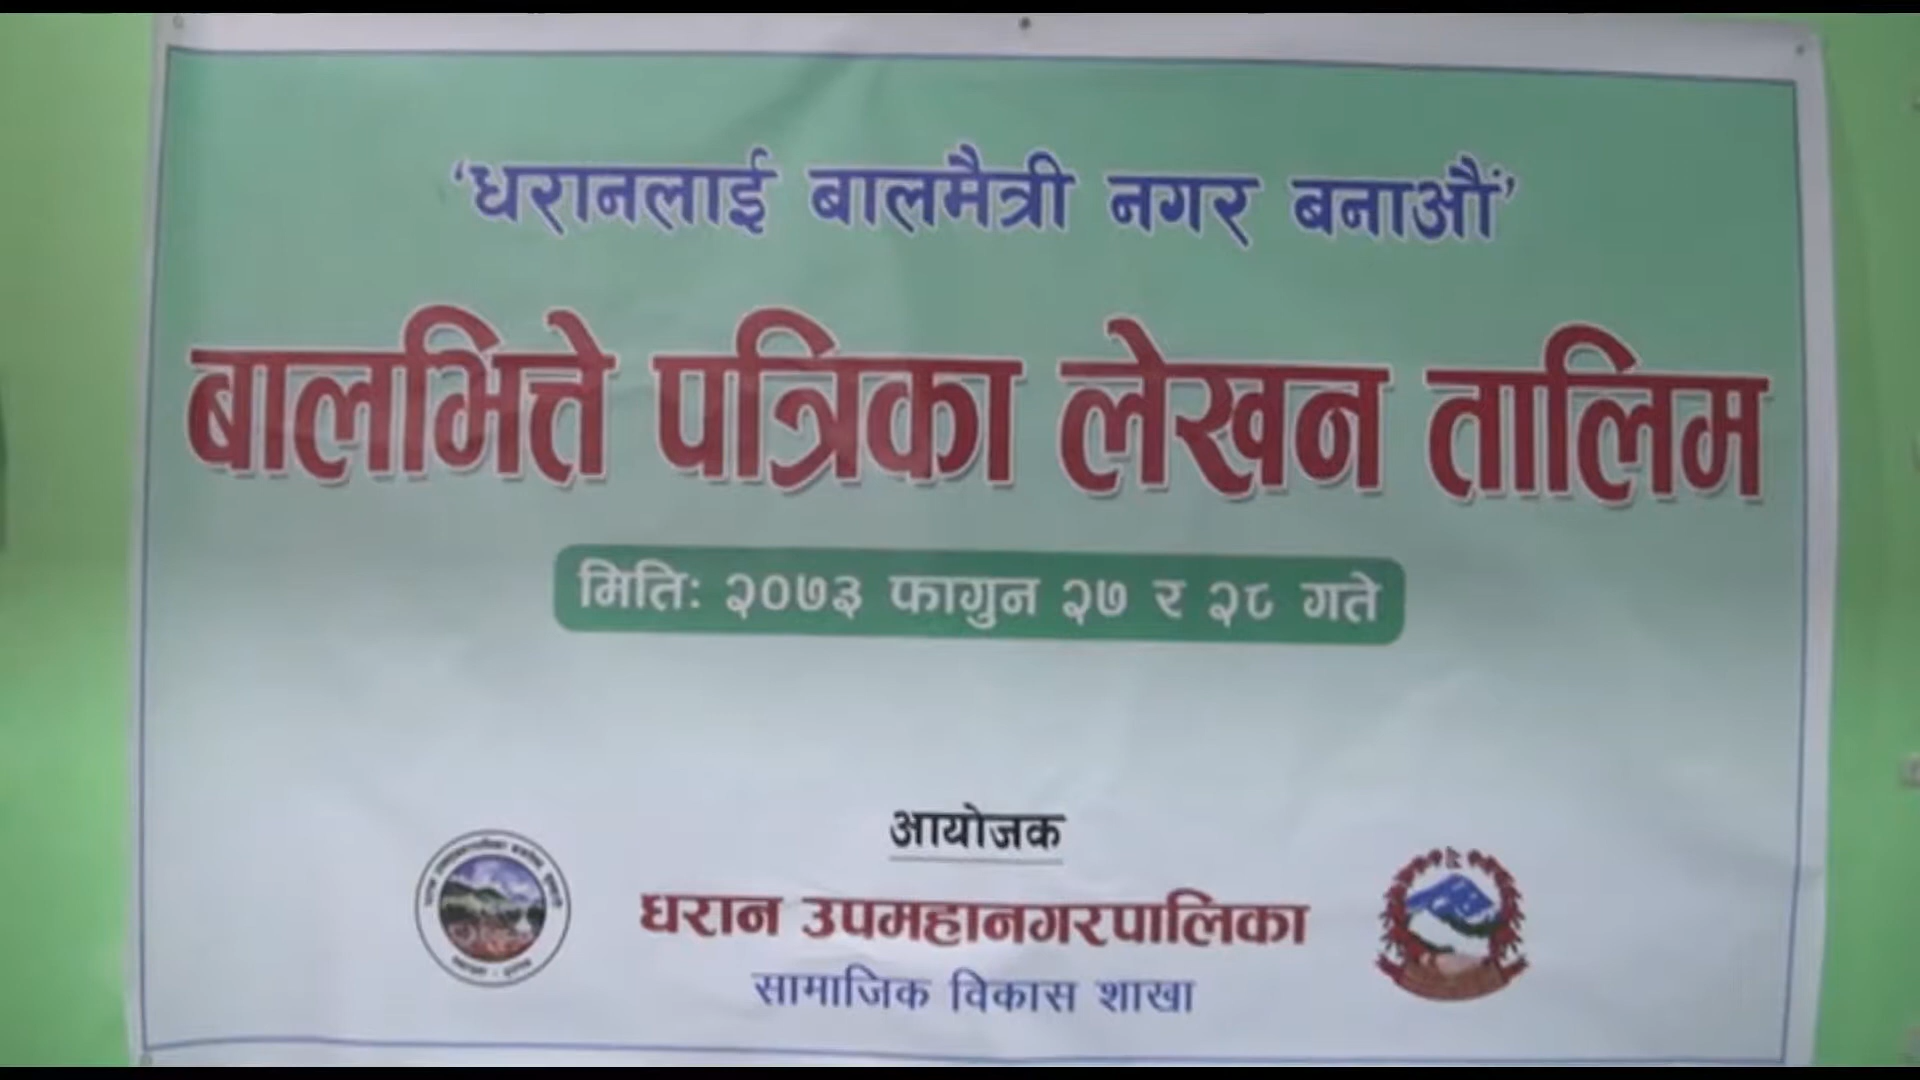 ‘धरानलाई बालमैत्री नगर बनाऔं’
बालभित्ते पत्रिका लेखन तालिम
मितिः २०७३ फागुन २७ र २८ गते
आयोजक
धरान उपमहानगरपालिका
सामाजिक विकास शाखा